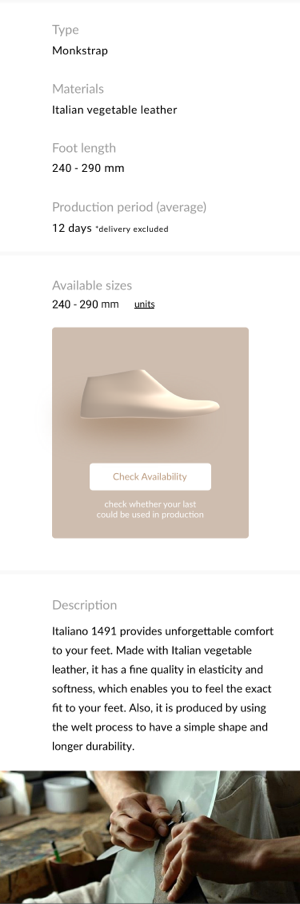 Type
Monkstrap
Materials
Italian vegetable leather
Foot length
240 - 290 mm
Production period (average)
12 days *delivery excluded
Available sizes
240 - 290 mm units
Check Availability
check whether your last
could be used in production
Description
Italiano 1491 provides unforgettable comfort
to your feet. Made with Italian vegetable
leather, it has a fine quality in elasticity and
softness, which enables you to feel the exact
fit to your feet. Also, it is produced by using
the welt process to have a simple shape and
longer durability.